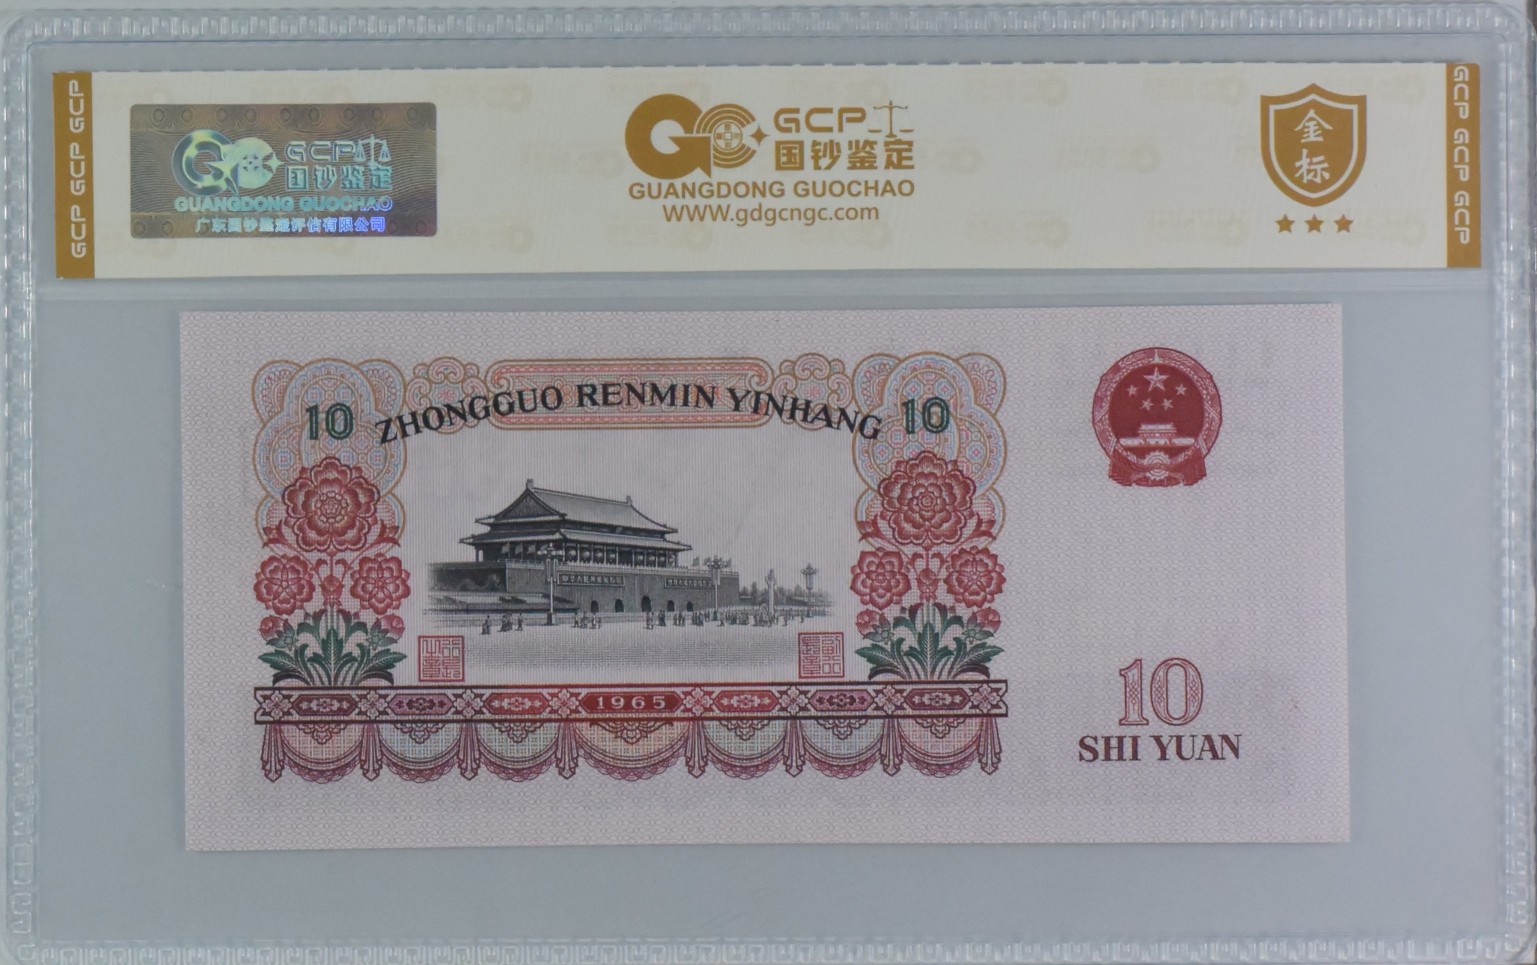 GCP GCP GCP
GCP 国钞鉴定
GUANGDONG GUOCHAO
广东国钞鉴定评估有限公司
GCP 国钞鉴定
GUANGDONG GUOCHAO
WWW.gdgcngc.com
金标
GCP GCP GCP
10 ZHONGGUO RENMIN YINHANG 10
1965
10
SHI YUAN